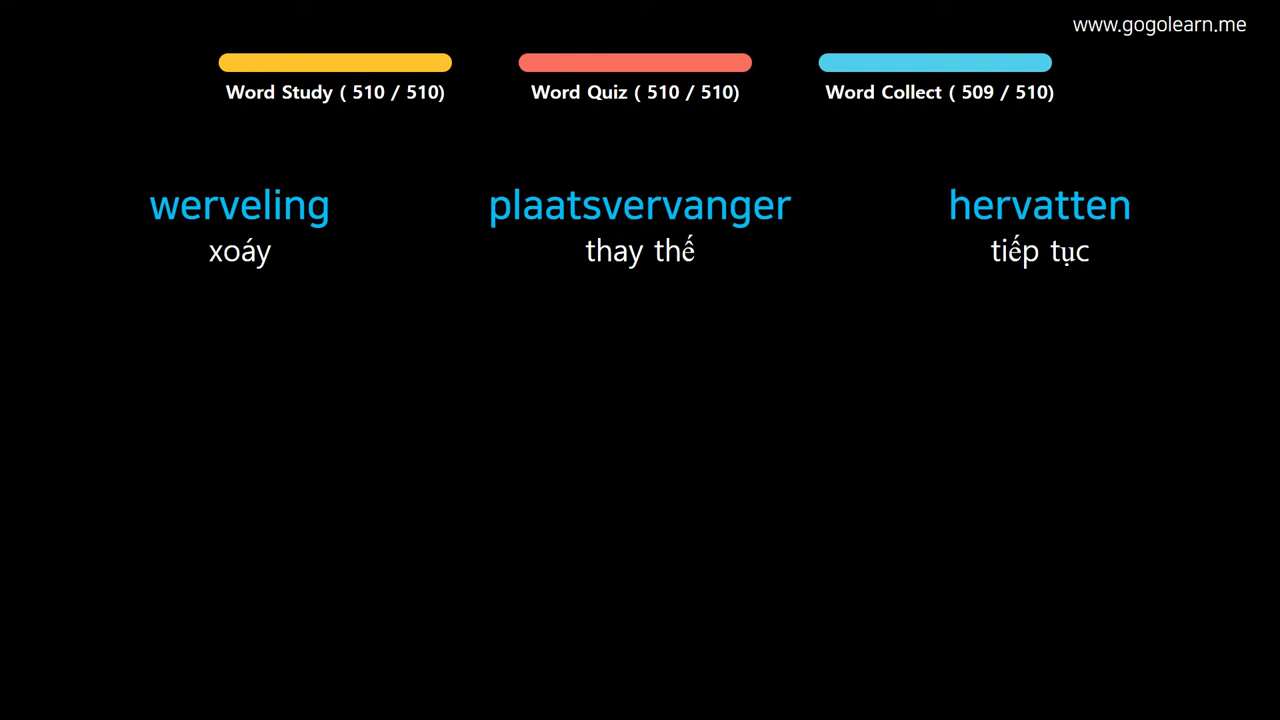 www.gogolearn.me
Word Study ( 510 / 510)
Word Quiz ( 510 / 510)
Word Collect ( 509 / 510)
werveling
xoáy
plaatsvervanger
thay thế
hervatten
tiếp tục